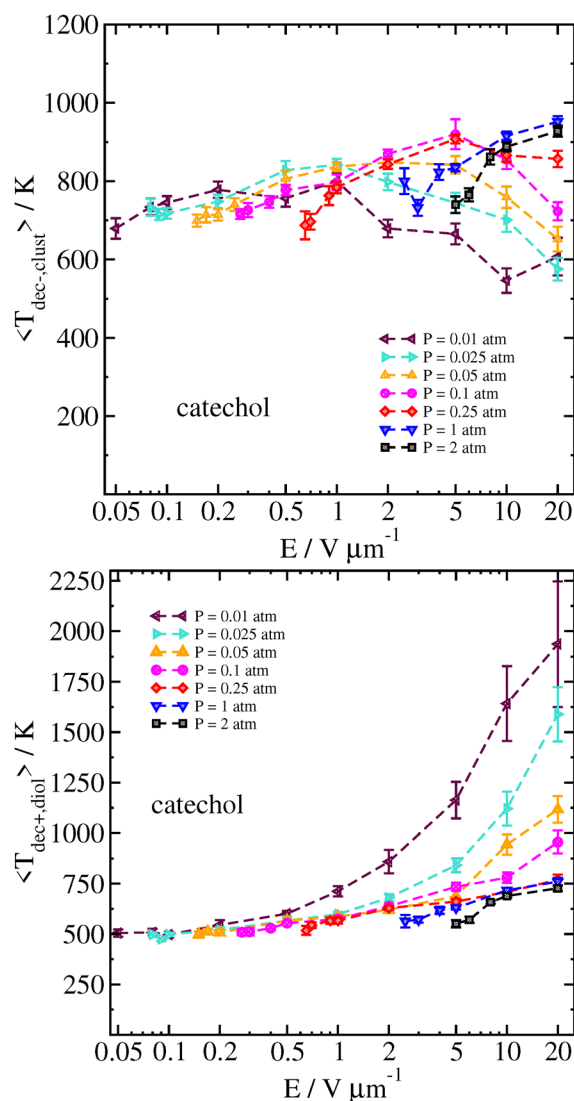 1200
1000
800
600
400
200
<T_dec-,clust> / K
P = 0.01 atm
P = 0.025 atm
P = 0.05 atm
P = 0.1 atm
P = 0.25 atm
P = 1 atm
P = 2 atm
catechol
0.05 0.1 0.2 0.5 1 2 5 10 20
E / V μm⁻¹
2250
2000
1750
1500
1250
1000
750
500
250
<T_dec+,diol> / K
P = 0.01 atm
P = 0.025 atm
P = 0.05 atm
P = 0.1 atm
P = 0.25 atm
P = 1 atm
P = 2 atm
catechol
0.05 0.1 0.2 0.5 1 2 5 10 20
E / V μm⁻¹